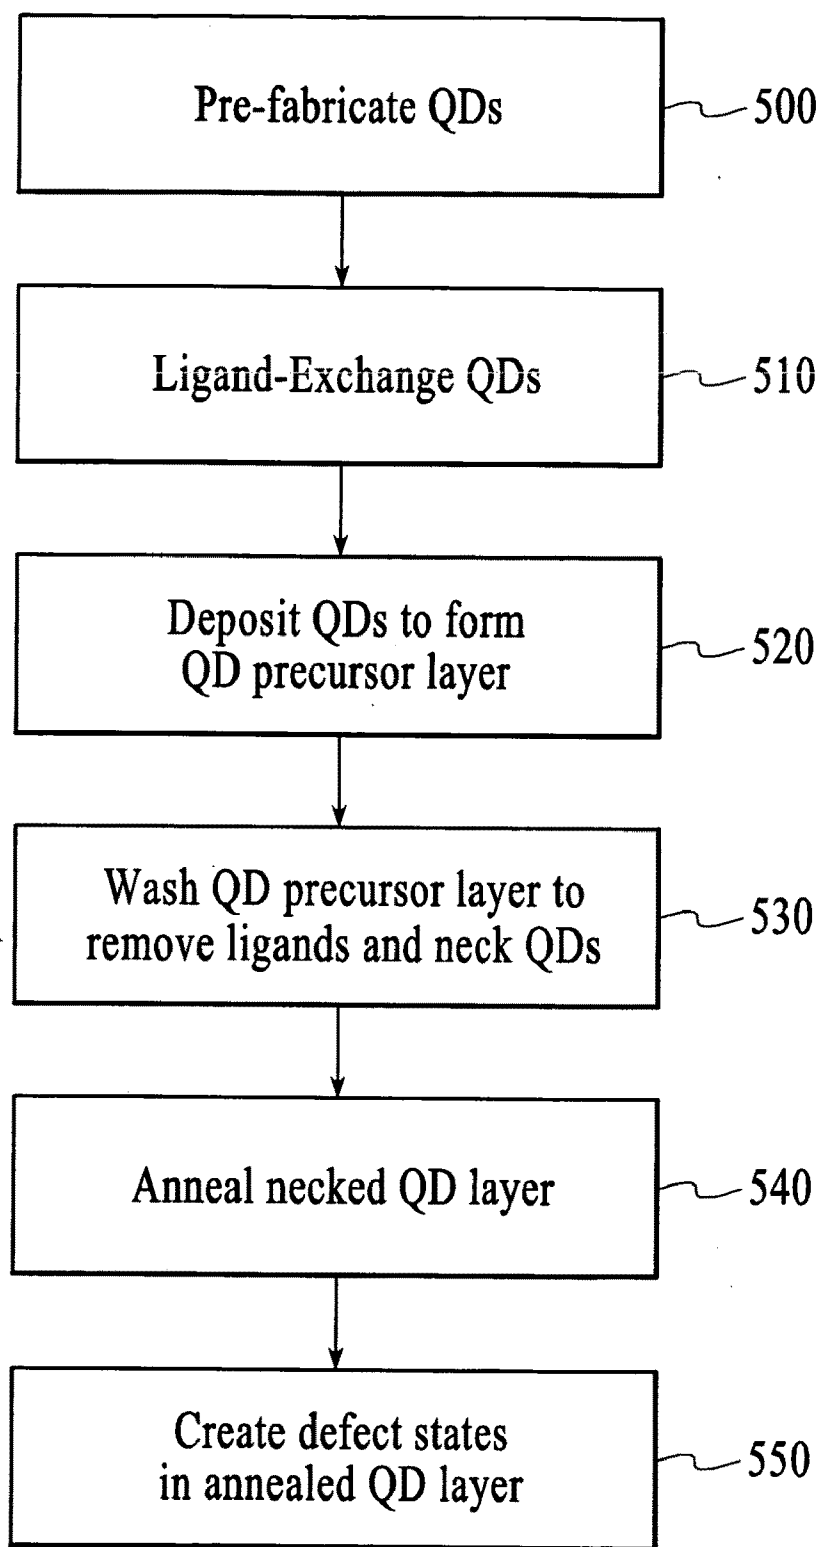 Pre-fabricate QDs
500
Ligand-Exchange QDs
510
Deposit QDs to form
QD precursor layer
520
Wash QD precursor layer to
remove ligands and neck QDs
530
Anneal necked QD layer
540
Create defect states
in annealed QD layer
550